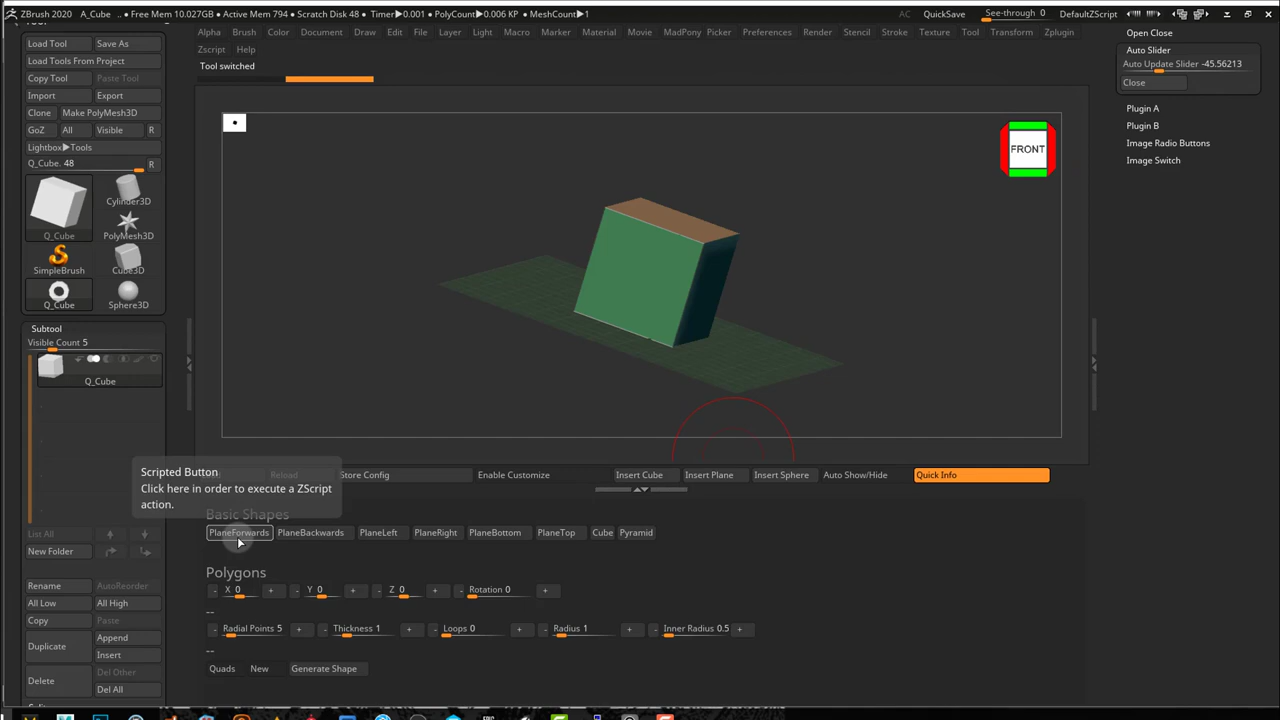 ZBrush 2020 A_Cube .. • Free Mem 10.027GB • Active Mem 794 • Scratch Disk 48 • Timer▶0.001 • PolyCount▶0.006 KP • MeshCount▶1 AC QuickSave See-through 0 DefaultZScript
Alpha Brush Color Document Draw Edit File Layer Light Macro Marker Material Movie MadPony Picker Preferences Render Stencil Stroke Texture Tool Transform Zplugin
Zscript Help
Tool switched
Load Tool Save As
Load Tools From Project
Copy Tool Paste Tool
Import Export
Clone Make PolyMesh3D
GoZ All Visible R
Lightbox▶Tools
Q_Cube. 48 R
Q_Cube Cylinder3D
PolyMesh3D
SimpleBrush Cube3D
Q_Cube Sphere3D
Subtool
Visible Count 5
Q_Cube
List All
New Folder
Rename AutoReorder
All Low All High
Copy Paste
Duplicate Append
Insert
Delete Del Other
Del All
FRONT
Open Close
Auto Slider
Auto Update Slider -45.56213
Close
Plugin A
Plugin B
Image Radio Buttons
Image Switch
Scripted Button
Click here in order to execute a ZScript
action.
Reload Store Config Enable Customize Insert Cube Insert Plane Insert Sphere Auto Show/Hide Quick Info
Basic Shapes
PlaneForwards PlaneBackwards PlaneLeft PlaneRight PlaneBottom PlaneTop Cube Pyramid
Polygons
- X 0 + - Y 0 + - Z 0 + - Rotation 0 +
--
- Radial Points 5 + - Thickness 1 + - Loops 0 + - Radius 1 + - Inner Radius 0.5 +
--
Quads New Generate Shape